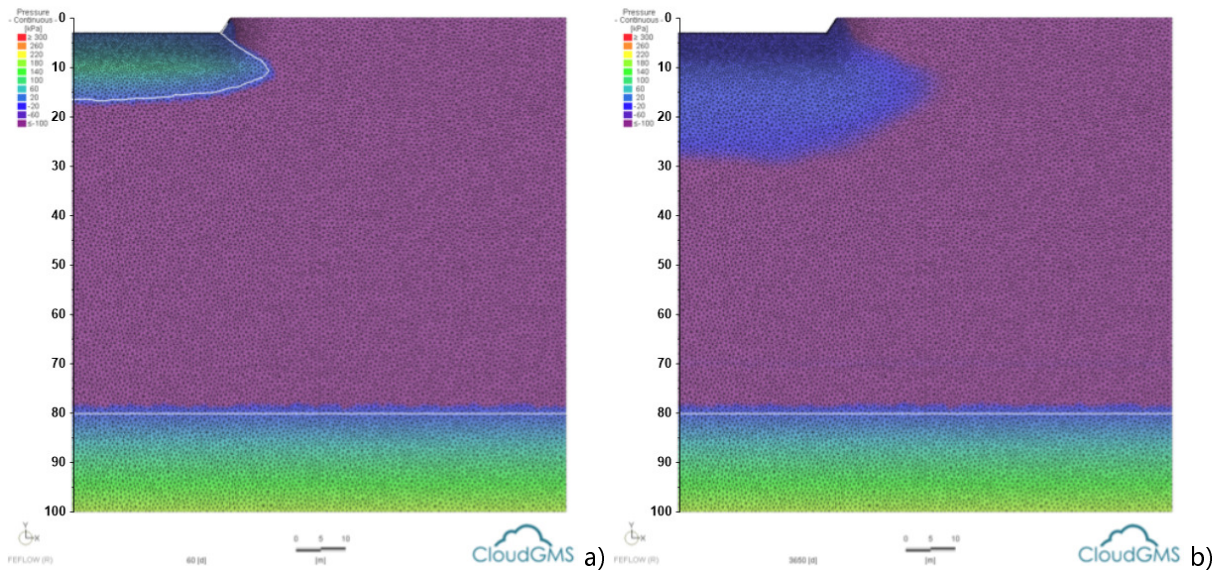 Pressure
- Continuous -
[kPa]
≥ 300
260
220
180
140
100
60
20
-20
-60
≤-100
0
10
20
30
40
50
60
70
80
90
100
Y
X
FEFLOW (R)
60 [d]
0 5 10
[m]
CloudGMS
a)
Pressure
- Continuous -
[kPa]
≥ 300
260
220
180
140
100
60
20
-20
-60
≤-100
0
10
20
30
40
50
60
70
80
90
100
Y
X
FEFLOW (R)
3650 [d]
0 5 10
[m]
CloudGMS
b)